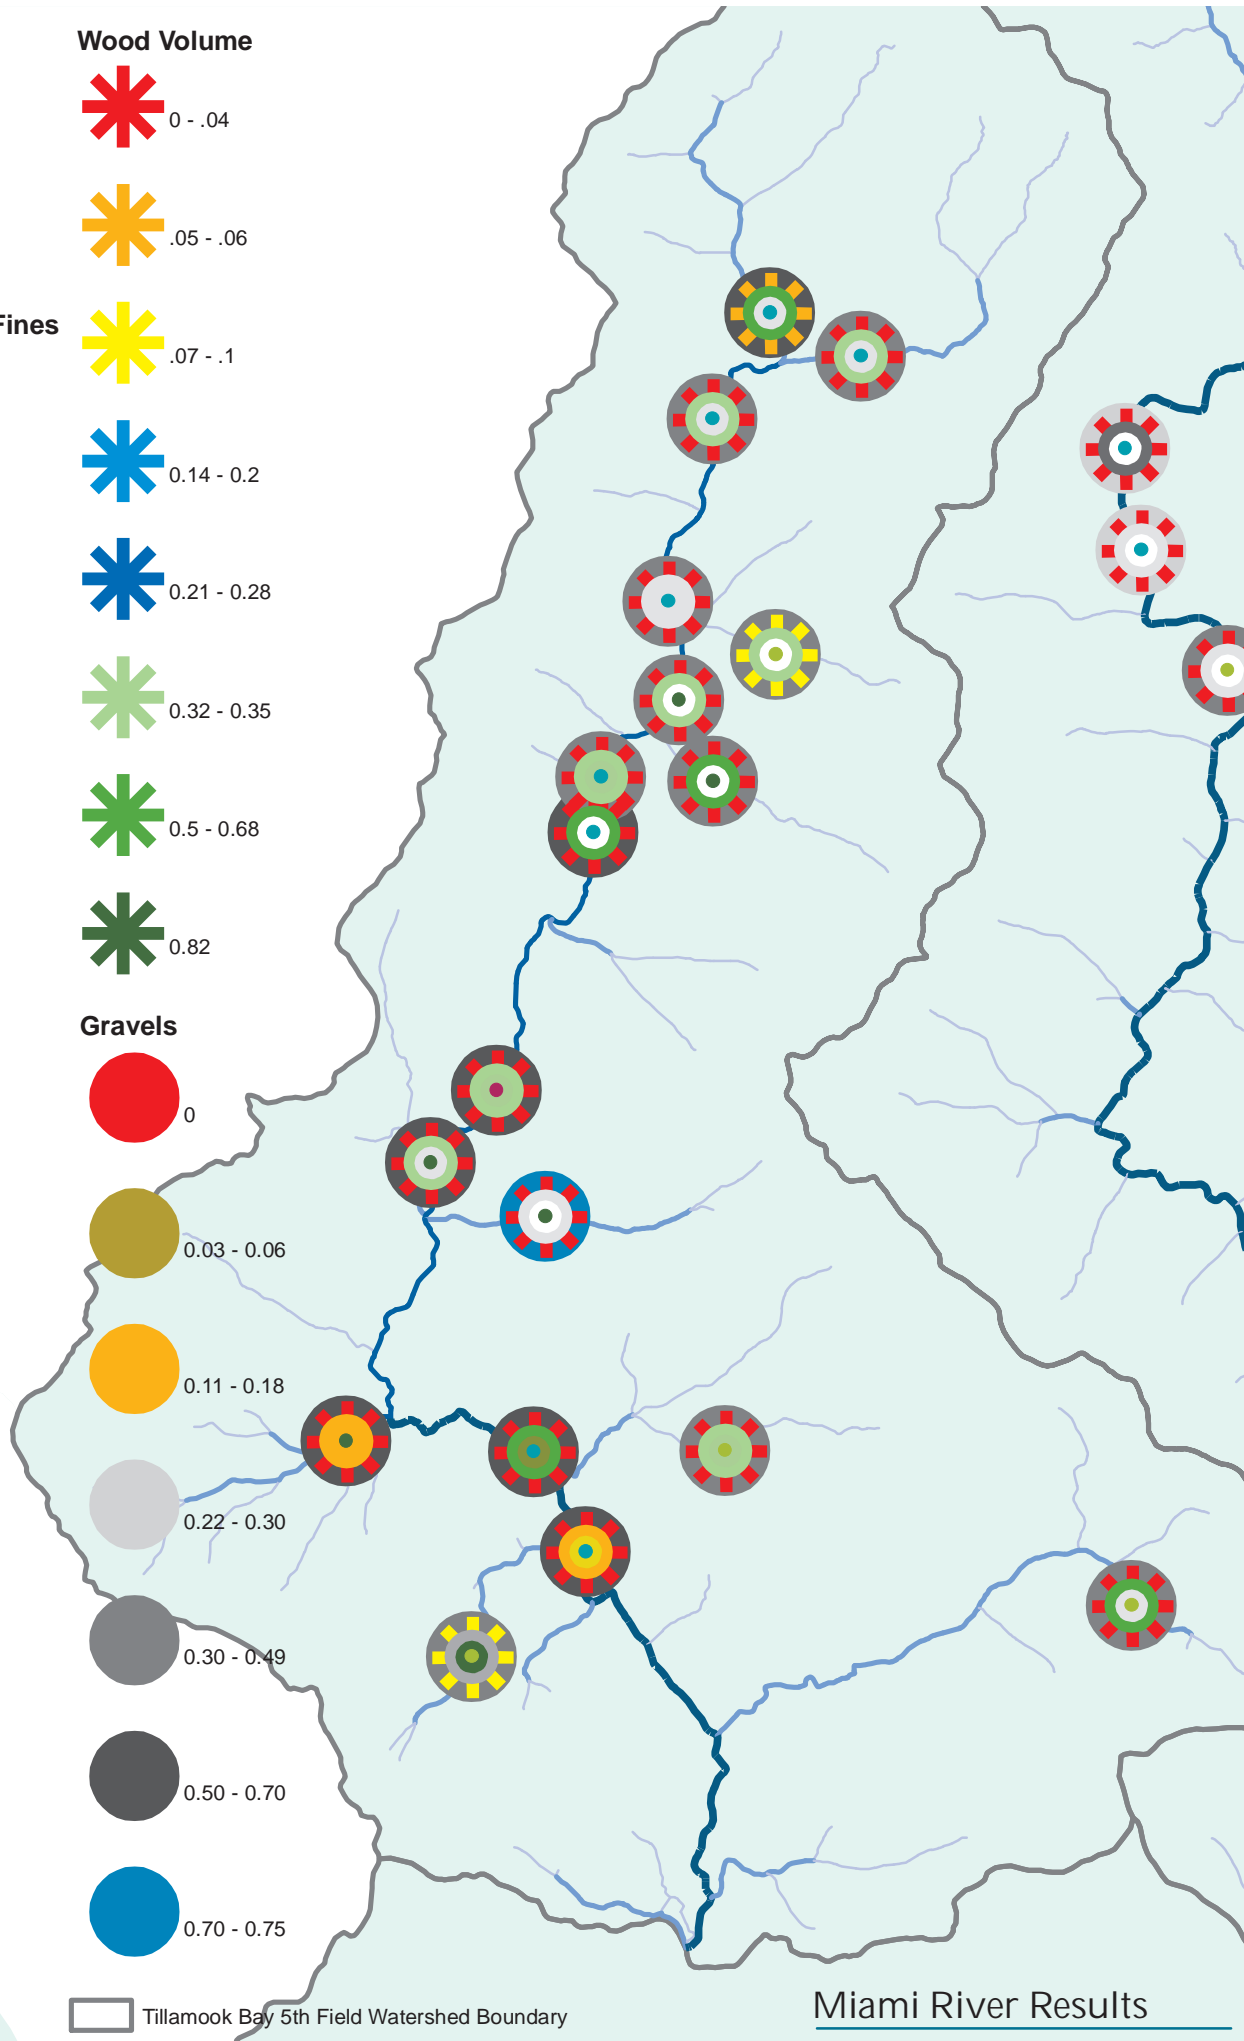 Wood Volume
0 - .04
.05 - .06
Fines
.07 - .1
0.14 - 0.2
0.21 - 0.28
0.32 - 0.35
0.5 - 0.68
0.82
Gravels
0
0.03 - 0.06
0.11 - 0.18
0.22 - 0.30
0.30 - 0.49
0.50 - 0.70
0.70 - 0.75
Tillamook Bay 5th Field Watershed Boundary
Miami River Results